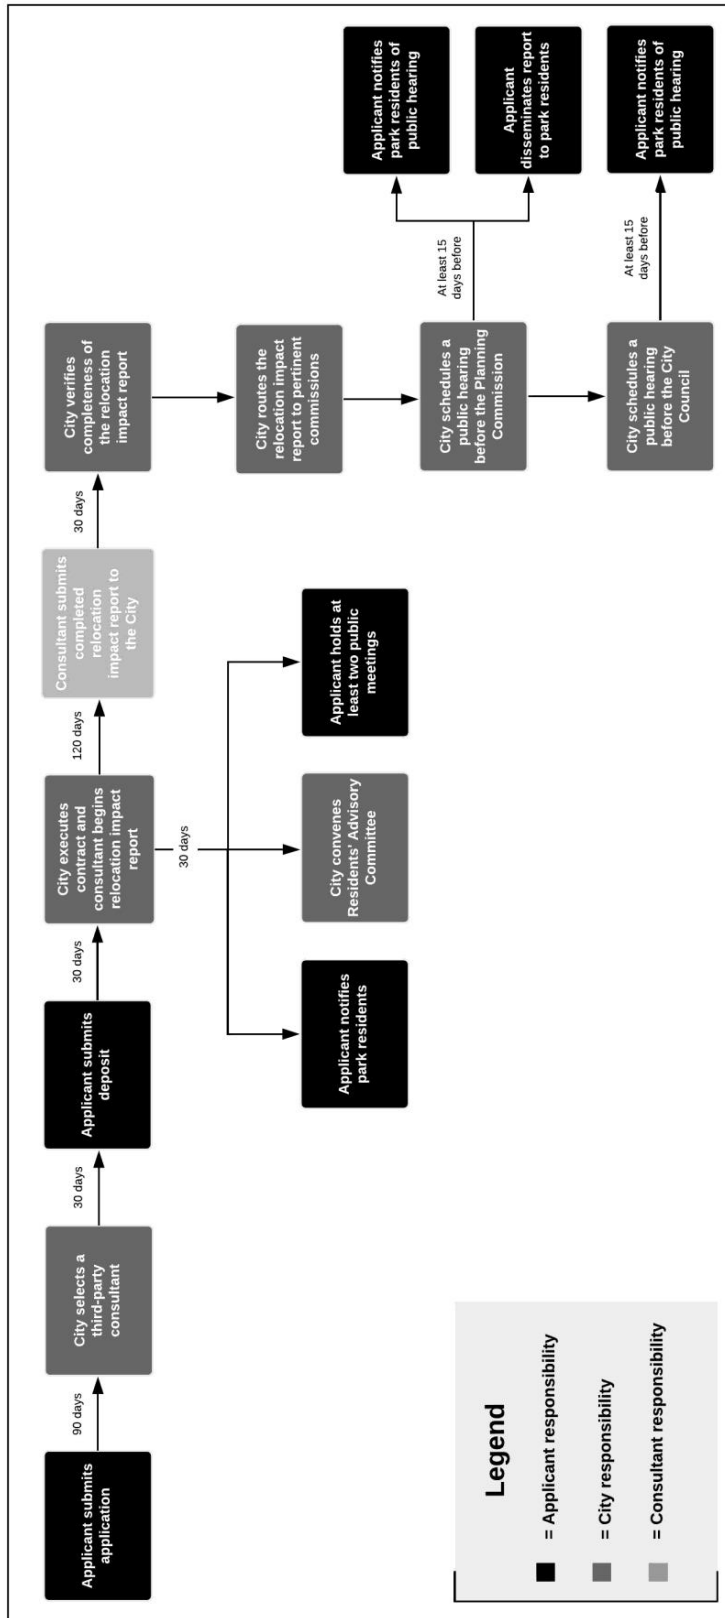 Applicant submits
application
90 days
City selects a
third-party
consultant
30 days
Applicant submits
deposit
30 days
City executes
contract and
consultant begins
relocation impact
report
120 days
Consultant submits
completed
relocation
impact report to
the City
30 days
City verifies
completeness of
the relocation
impact report
30 days
Applicant notifies
park residents
City convenes
Residents' Advisory
Committee
Applicant holds at
least two public
meetings
City routes the
relocation impact
report to pertinent
commissions
City schedules a
public hearing
before the Planning
Commission
At least 15
days before
Applicant notifies
park residents of
public hearing
Applicant
disseminates report
to park residents
City schedules a
public hearing
before the City
Council
At least 15
days before
Applicant notifies
park residents of
public hearing
Legend
= Applicant responsibility
= City responsibility
= Consultant responsibility